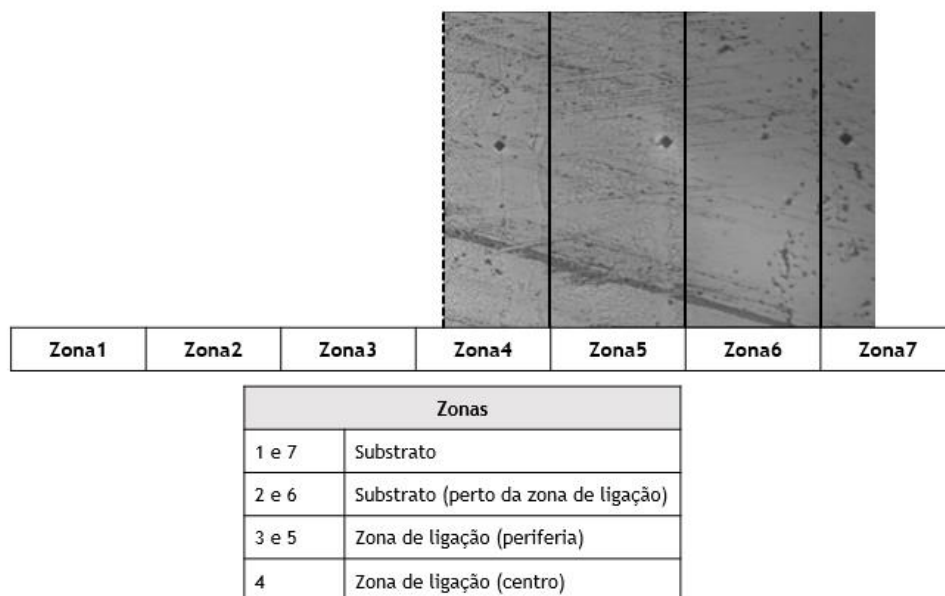 Zona1 Zona2 Zona3 Zona4 Zona5 Zona6 Zona7
Zonas
1 e 7 Substrato
2 e 6 Substrato (perto da zona de ligação)
3 e 5 Zona de ligação (periferia)
4 Zona de ligação (centro)